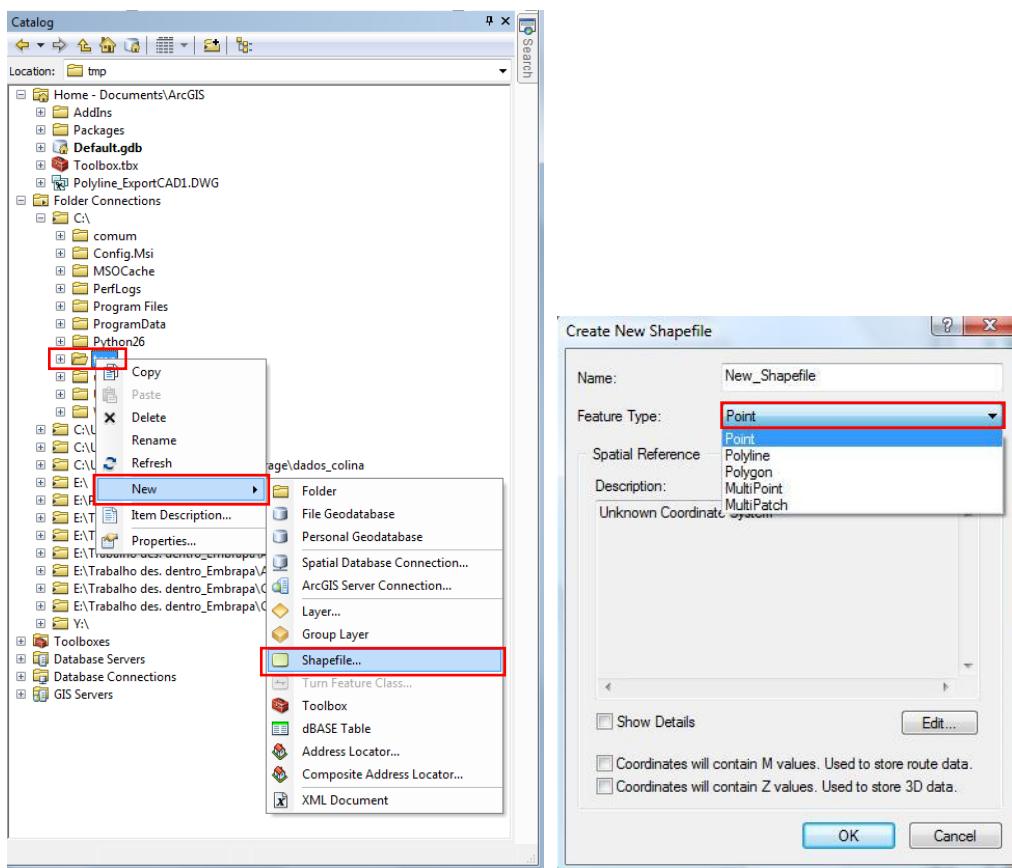 Catalog
Search
Location: tmp
Home - Documents\ArcGIS
AddIns
Packages
Default.gdb
Toolbox.tbx
Polyline_ExportCAD1.DWG
Folder Connections
C:\
comum
Config.Msi
MSOCache
PerfLogs
Program Files
ProgramData
Python26
Copy
Paste
Delete
Rename
Refresh
New
Item Description...
Properties...
age\dados_colina
E:\
E:\Trabalho des. dentro_Embrapa\
E:\Trabalho des. dentro_Embrapa\
E:\Trabalho des. dentro_Embrapa\
Y:\
Toolboxes
Database Servers
Database Connections
GIS Servers
Folder
File Geodatabase
Personal Geodatabase
Spatial Database Connection...
ArcGIS Server Connection...
Layer...
Group Layer
Shapefile...
Turn Feature Class...
Toolbox
dBASE Table
Address Locator...
Composite Address Locator...
XML Document
Create New Shapefile
Name: New_Shapefile
Feature Type: Point
Point
Polyline
Polygon
MultiPoint
MultiPatch
Spatial Reference
Description:
Unknown Coordinate System
Show Details
Edit...
Coordinates will contain M values. Used to store route data.
Coordinates will contain Z values. Used to store 3D data.
OK Cancel